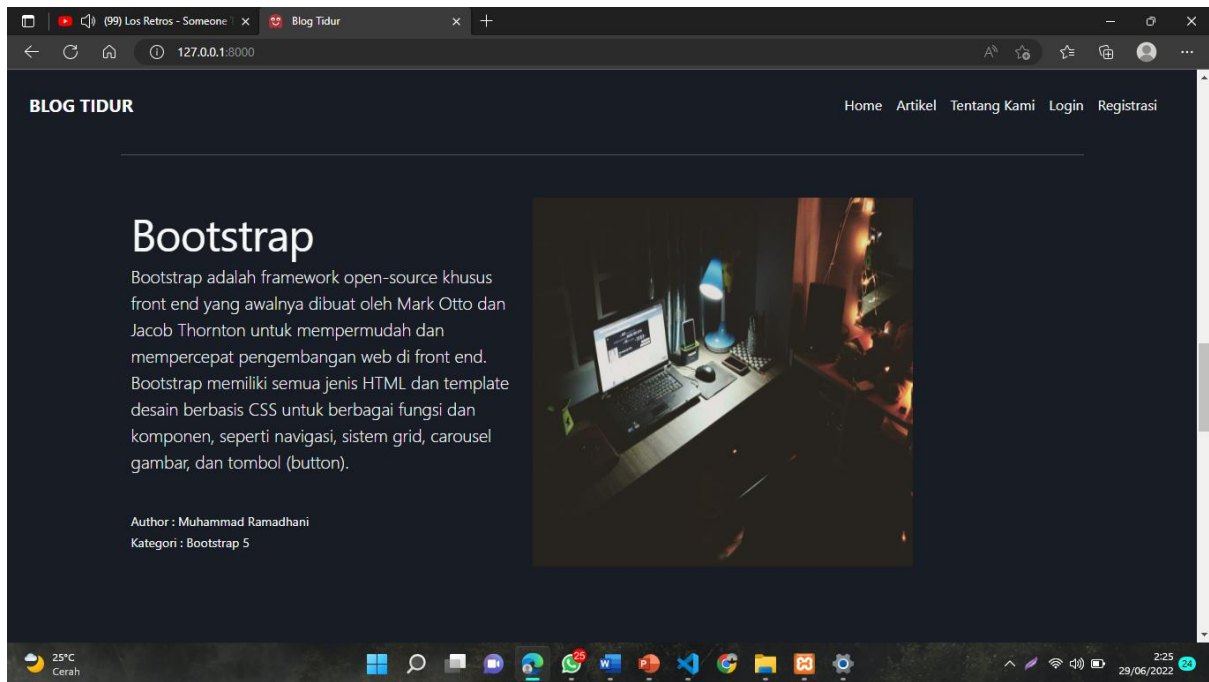 (99) Los Retros - Someone T
Blog Tidur
127.0.0.1:8000
BLOG TIDUR
Home Artikel Tentang Kami Login Registrasi
Bootstrap
Bootstrap adalah framework open-source khusus
front end yang awalnya dibuat oleh Mark Otto dan
Jacob Thornton untuk mempermudah dan
mempercepat pengembangan web di front end.
Bootstrap memiliki semua jenis HTML dan template
desain berbasis CSS untuk berbagai fungsi dan
komponen, seperti navigasi, sistem grid, carousel
gambar, dan tombol (button).
Author : Muhammad Ramadhani
Kategori : Bootstrap 5
25°C
Cerah
25
2:25
29/06/2022
24